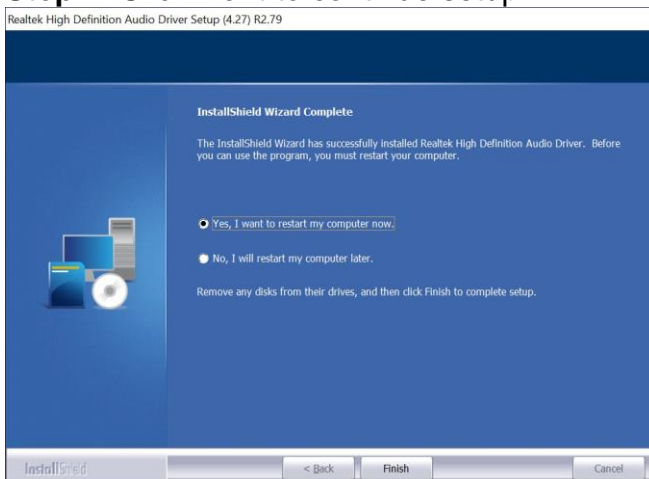 Realtek High Definition Audio Driver Setup (4.27) R2.79
InstallShield Wizard Complete
The InstallShield Wizard has successfully installed Realtek High Definition Audio Driver. Before
you can use the program, you must restart your computer.
Yes, I want to restart my computer now.
No, I will restart my computer later.
Remove any disks from their drives, and then click Finish to complete setup.
InstallShield
< Back
Finish
Cancel